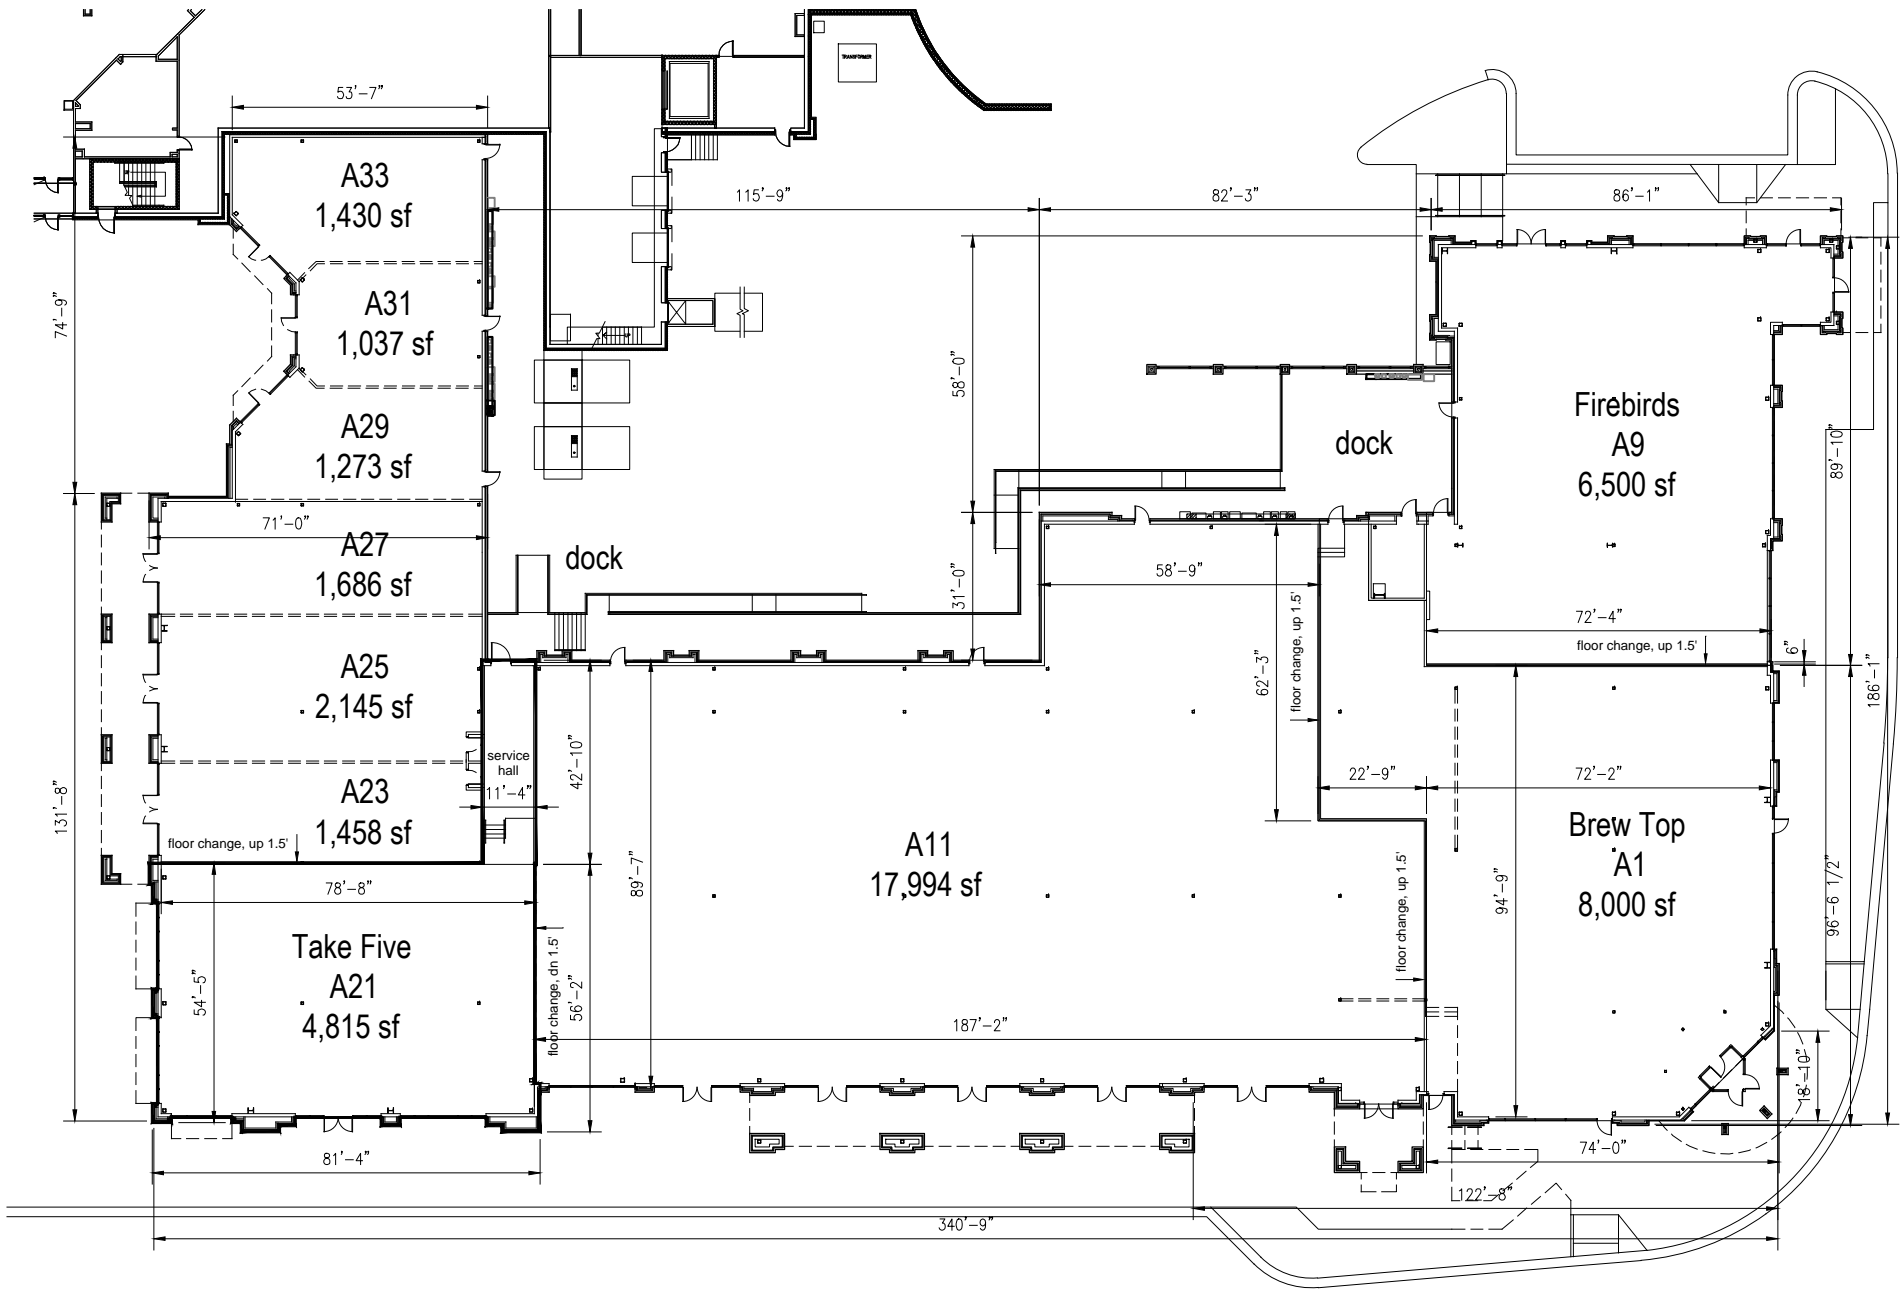 TRANSFORMER
53'-7"
A33
1,430 sf
115'-9"
82'-3"
86'-1"
74'-9"
A31
1,037 sf
58'-0"
A29
1,273 sf
dock
Firebirds
A9
6,500 sf
89'-10"
71'-0"
A27
1,686 sf
dock
31'-0"
58'-9"
floor change, up 1.5'
62'-3"
72'-4"
floor change, up 1.5'
6"
186'-1"
A25
2,145 sf
service
hall
11'-4"
42'-10"
131'-8"
A23
1,458 sf
floor change, up 1.5'
22'-9"
72'-2"
Brew Top
A1
8,000 sf
A11
17,994 sf
89'-7"
floor change, up 1.5'
94'-9"
96'-6 1/2"
78'-8"
Take Five
A21
4,815 sf
54'-5"
floor change, dn 1.5'
56'-2"
187'-2"
18'-10"
81'-4"
74'-0"
122'-8"
340'-9"